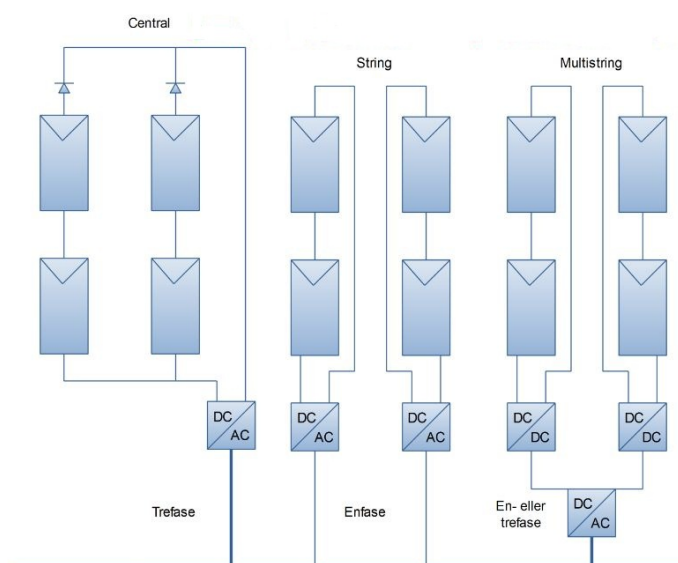 Central
String
Multistring
DC
AC
DC
AC
DC
AC
DC
DC
DC
DC
Trefase
Enfase
En- eller
trefase
DC
AC